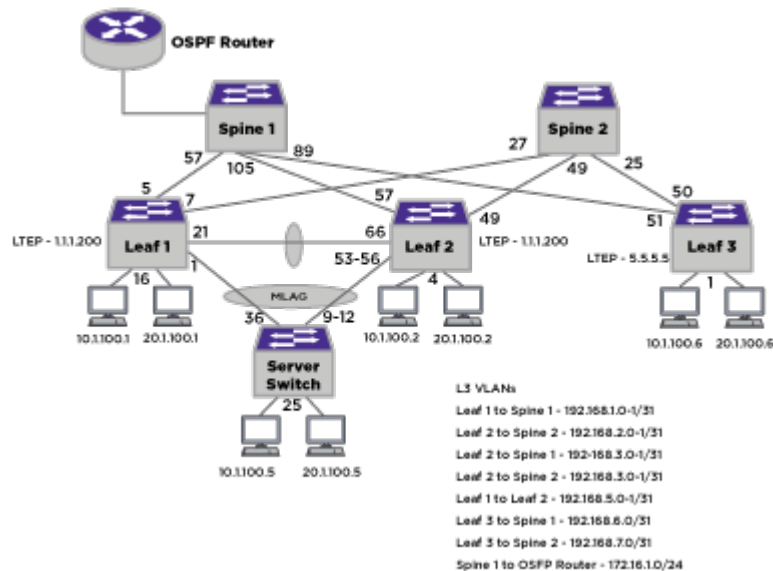 OSPF Router
Spine 1
Spine 2
57
105
89
27
49
25
5
7
57
49
50
51
LTEP - 1.1.1.200
Leaf 1
21
66
Leaf 2
LTEP - 1.1.1.200
Leaf 3
LTEP - 5.5.5.5
16
1
53-56
4
1
MLAG
36
9-12
10.1.100.1
20.1.100.1
10.1.100.2
20.1.100.2
10.1.100.6
20.1.100.6
Server
Switch
25
10.1.100.5
20.1.100.5
L3 VLANs
Leaf 1 to Spine 1 - 192.168.1.0-1/31
Leaf 2 to Spine 2 - 192.168.2.0-1/31
Leaf 2 to Spine 1 - 192-168.3.0-1/31
Leaf 2 to Spine 2 - 192.168.3.0-1/31
Leaf 1 to Leaf 2 - 192.168.5.0-1/31
Leaf 3 to Spine 1 - 192.168.6.0/31
Leaf 3 to Spine 2 - 192.168.7.0/31
Spine 1 to OSFP Router - 172.16.1.0/24